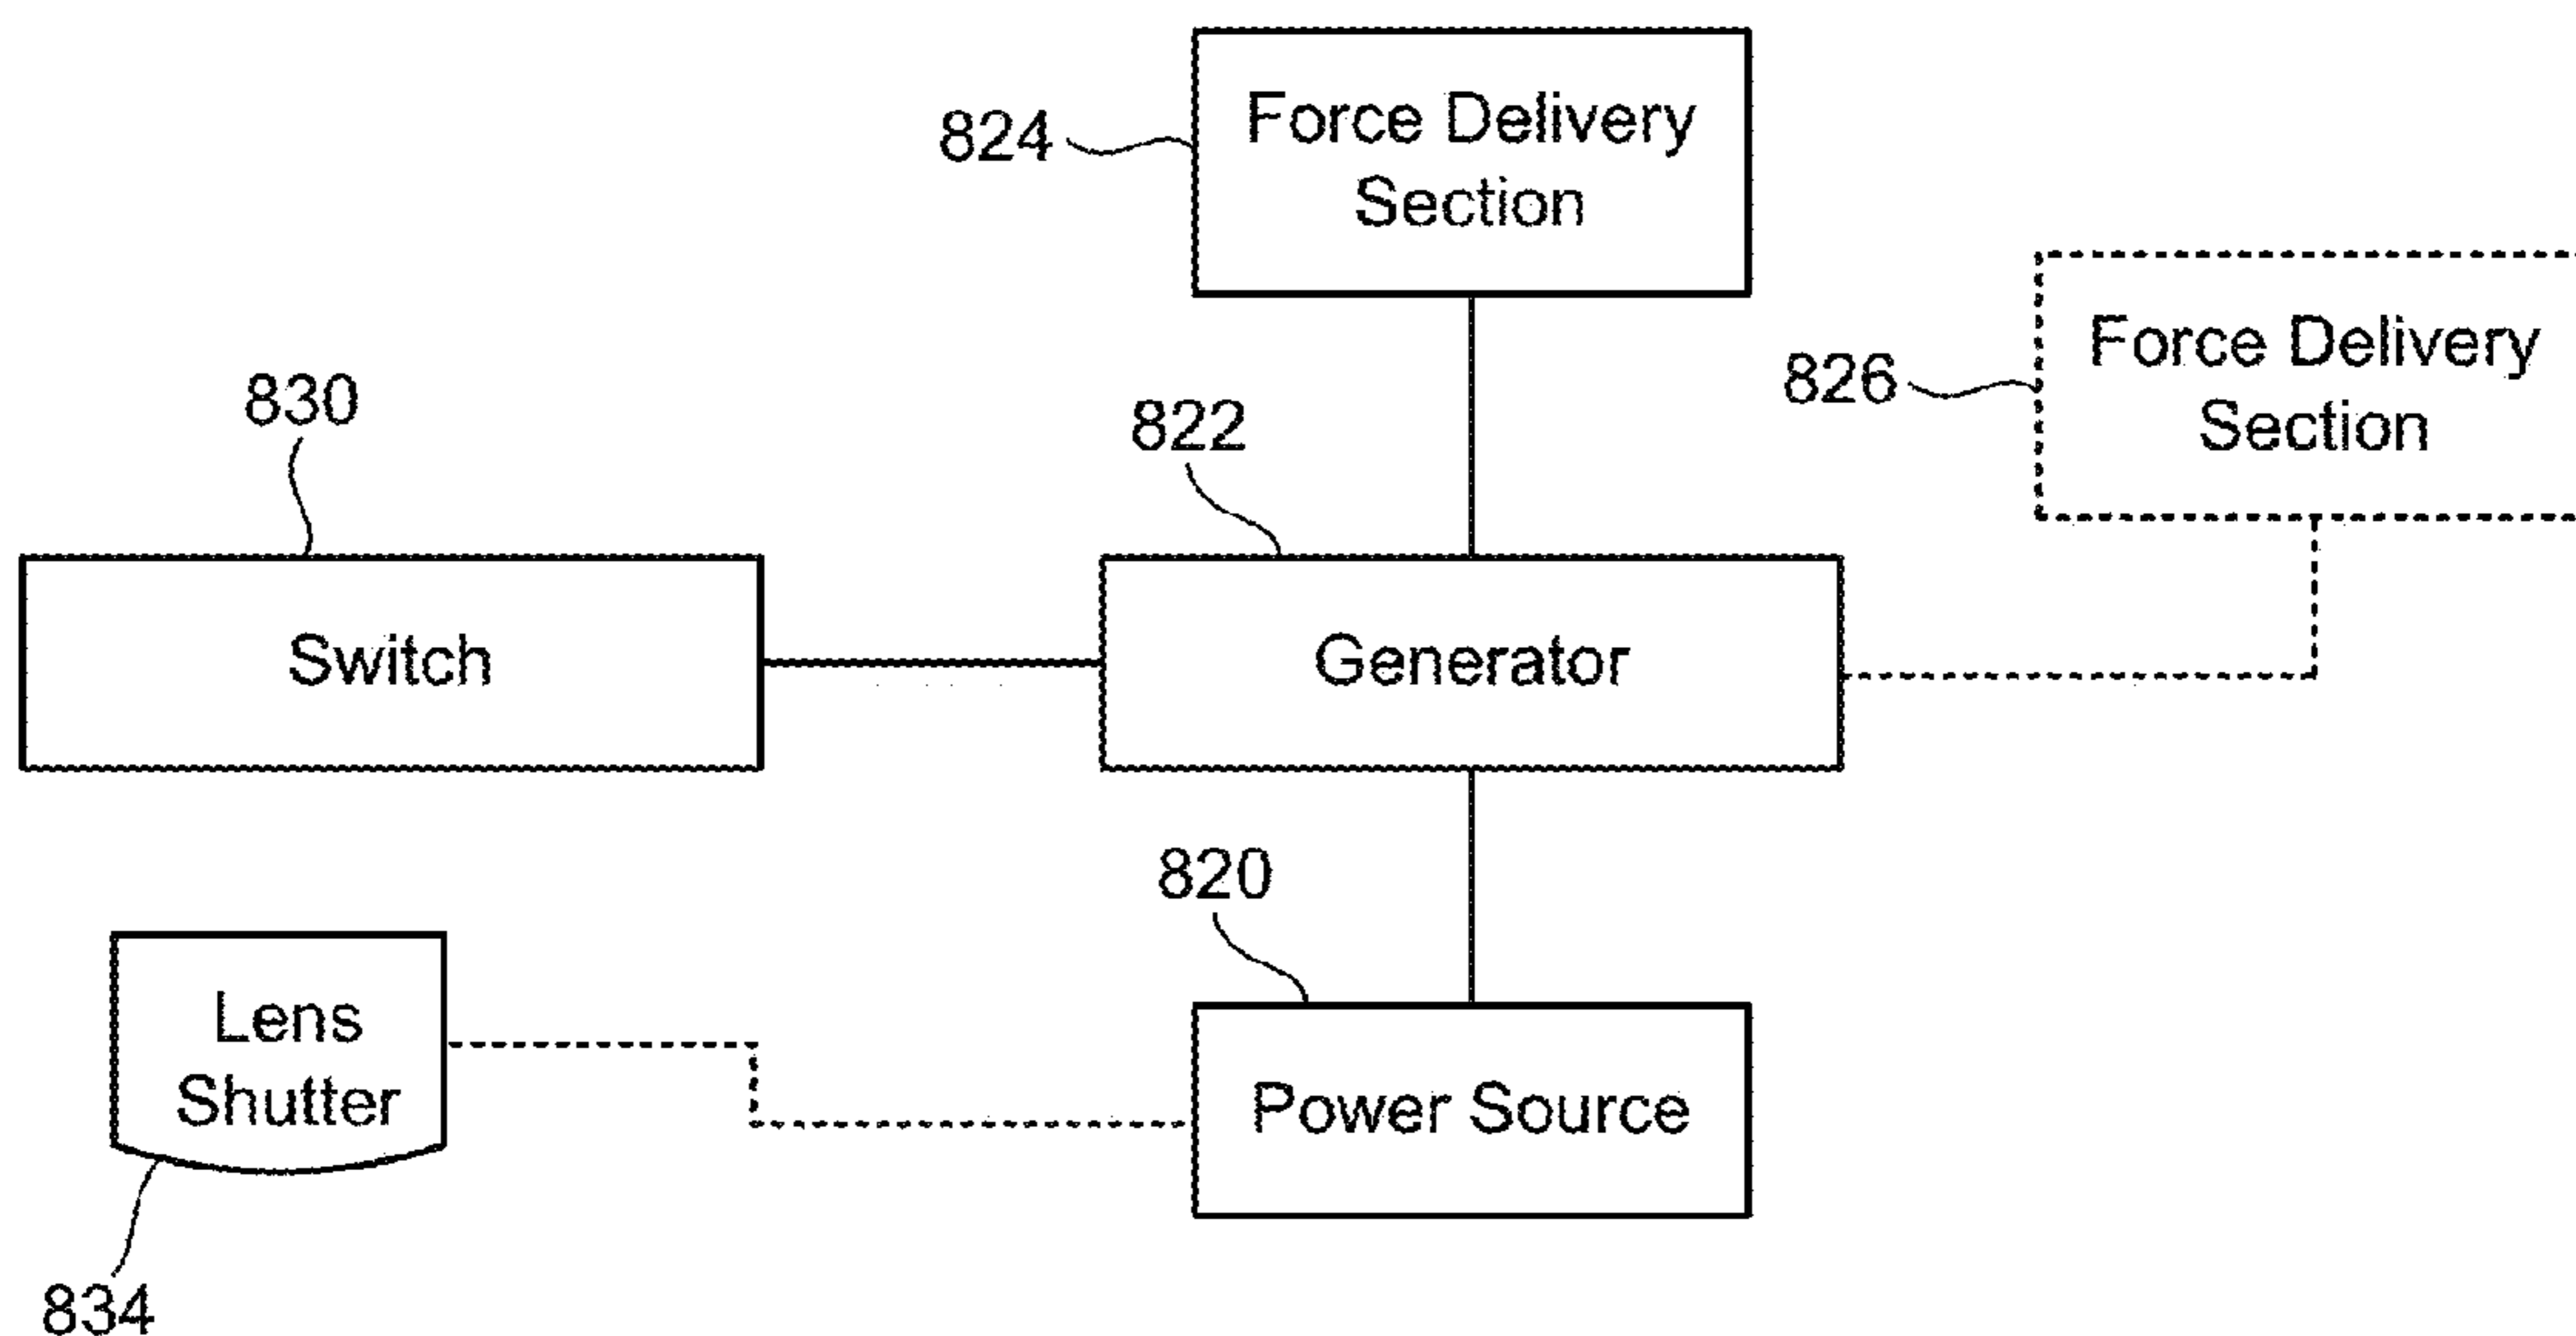 824
Force Delivery
Section
826
Force Delivery
Section
830
822
Switch
Generator
820
Lens
Shutter
Power Source
834